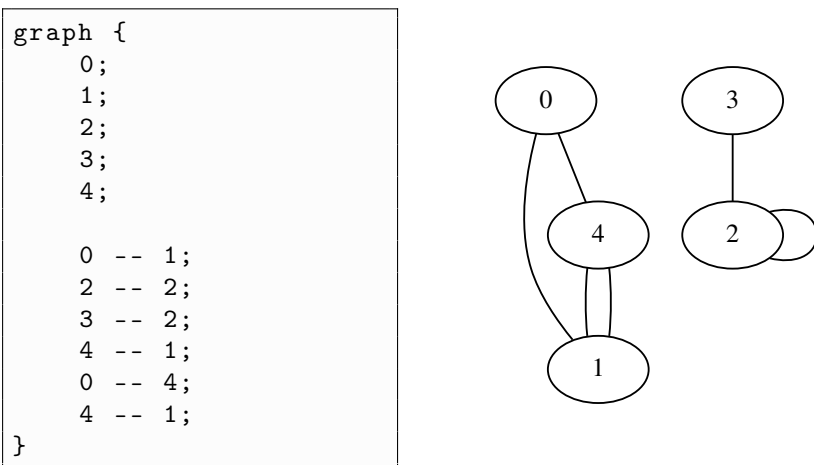 graph {
    0;
    1;
    2;
    3;
    4;

    0 -- 1;
    2 -- 2;
    3 -- 2;
    4 -- 1;
    0 -- 4;
    4 -- 1;
}
0
3
4
2
1